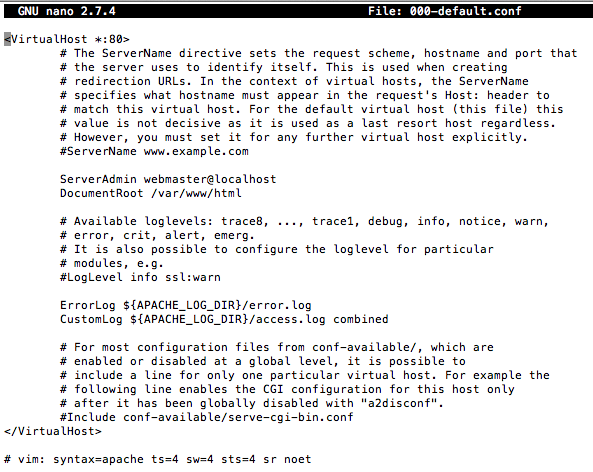 GNU nano 2.7.4 File: 000-default.conf
<VirtualHost *:80>
# The ServerName directive sets the request scheme, hostname and port that
# the server uses to identify itself. This is used when creating
# redirection URLs. In the context of virtual hosts, the ServerName
# specifies what hostname must appear in the request's Host: header to
# match this virtual host. For the default virtual host (this file) this
# value is not decisive as it is used as a last resort host regardless.
# However, you must set it for any further virtual host explicitly.
#ServerName www.example.com
ServerAdmin webmaster@localhost
DocumentRoot /var/www/html
# Available loglevels: trace8, ..., trace1, debug, info, notice, warn,
# error, crit, alert, emerg.
# It is also possible to configure the loglevel for particular
# modules, e.g.
#LogLevel info ssl:warn
ErrorLog ${APACHE_LOG_DIR}/error.log
CustomLog ${APACHE_LOG_DIR}/access.log combined
# For most configuration files from conf-available/, which are
# enabled or disabled at a global level, it is possible to
# include a line for only one particular virtual host. For example the
# following line enables the CGI configuration for this host only
# after it has been globally disabled with "a2disconf".
#Include conf-available/serve-cgi-bin.conf
</VirtualHost>
# vim: syntax=apache ts=4 sw=4 sts=4 sr noet